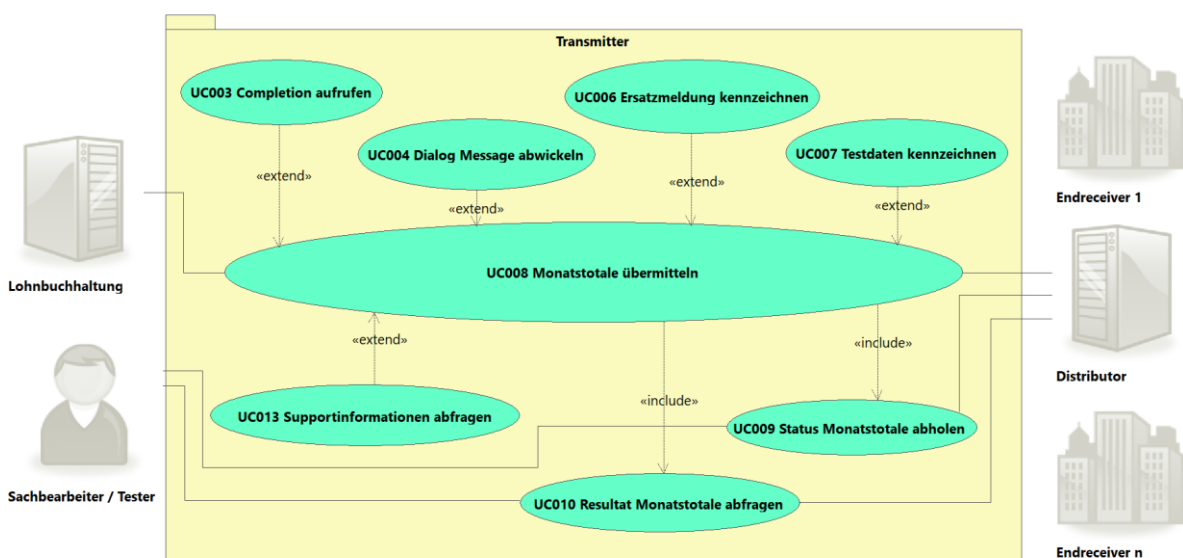 Transmitter
UC003 Completion aufrufen
UC006 Ersatzmeldung kennzeichnen
UC004 Dialog Message abwickeln
UC007 Testdaten kennzeichnen
«extend»
«extend»
«extend»
«extend»
Endreceiver 1
UC008 Monatstotale übermitteln
Lohnbuchhaltung
«extend»
«include»
Distributor
«include»
UC013 Supportinformationen abfragen
UC009 Status Monatstotale abholen
Sachbearbeiter / Tester
UC010 Resultat Monatstotale abfragen
Endreceiver n